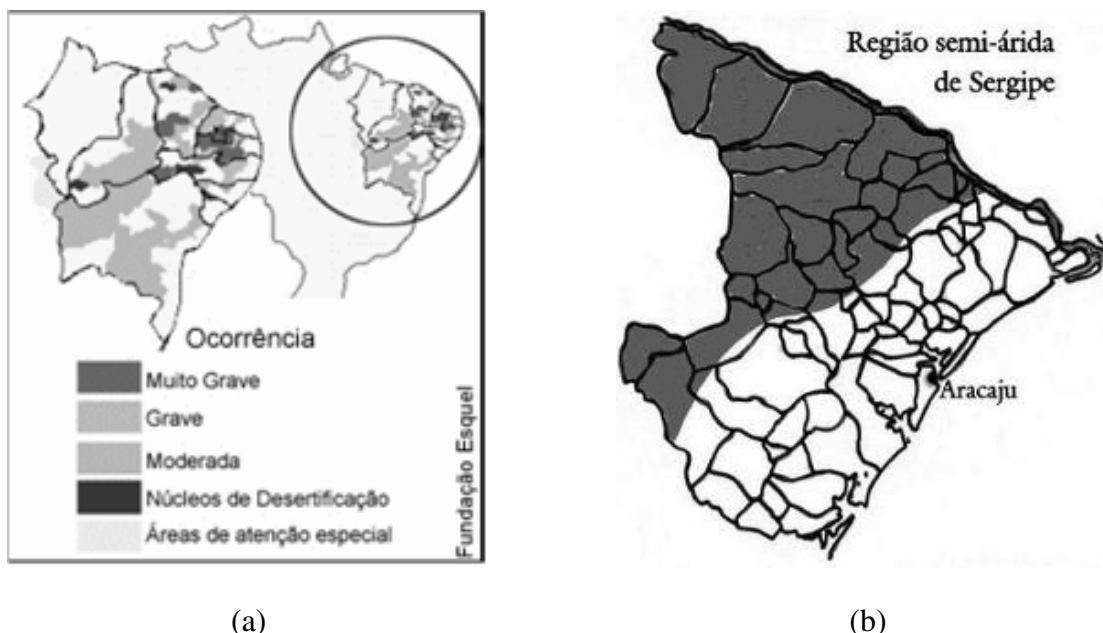 Ocorrência
Muito Grave
Grave
Moderada
Núcleos de Desertificação
Áreas de atenção especial
Fundação Esquel
Região semi-árida
de Sergipe
Aracaju
(a)
(b)